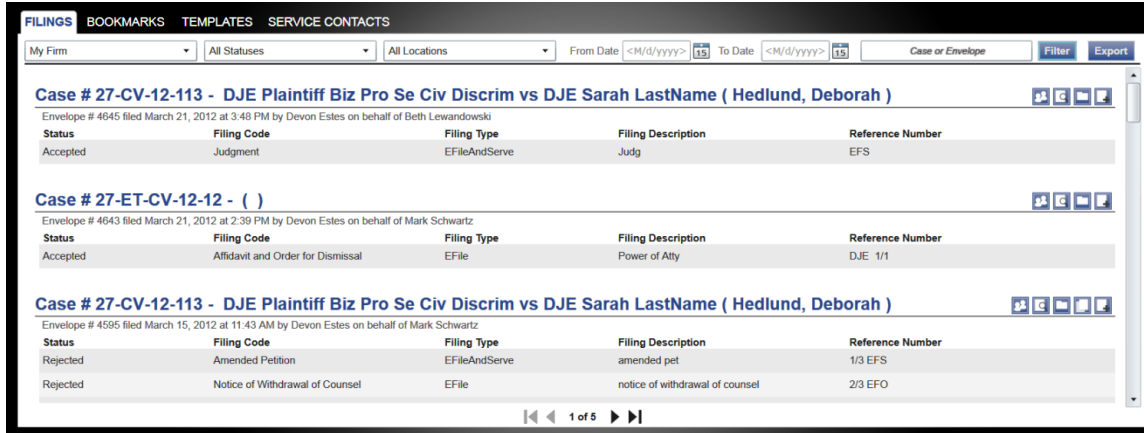 FILINGS BOOKMARKS TEMPLATES SERVICE CONTACTS
My Firm All Statuses All Locations From Date <M/d/yyyy> 15 To Date <M/d/yyyy> 15 Case or Envelope Filter Export
Case # 27-CV-12-113 - DJE Plaintiff Biz Pro Se Civ Discrim vs DJE Sarah LastName ( Hedlund, Deborah )
Envelope # 4645 filed March 21, 2012 at 3:48 PM by Devon Estes on behalf of Beth Lewandowski
Status Filing Code Filing Type Filing Description Reference Number
Accepted Judgment EFileAndServe Judg EFS
Case # 27-ET-CV-12-12 - ( )
Envelope # 4643 filed March 21, 2012 at 2:39 PM by Devon Estes on behalf of Mark Schwartz
Status Filing Code Filing Type Filing Description Reference Number
Accepted Affidavit and Order for Dismissal EFile Power of Atty DJE 1/1
Case # 27-CV-12-113 - DJE Plaintiff Biz Pro Se Civ Discrim vs DJE Sarah LastName ( Hedlund, Deborah )
Envelope # 4595 filed March 15, 2012 at 11:43 AM by Devon Estes on behalf of Mark Schwartz
Status Filing Code Filing Type Filing Description Reference Number
Rejected Amended Petition EFileAndServe amended pet 1/3 EFS
Rejected Notice of Withdrawal of Counsel EFile notice of withdrawal of counsel 2/3 EFO
1 of 5